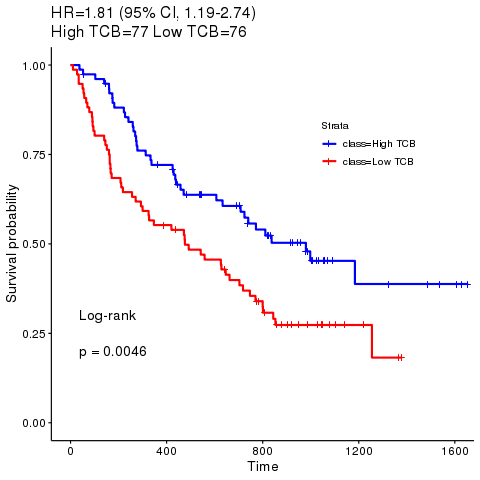 HR=1.81 (95% CI, 1.19-2.74)
High TCB=77 Low TCB=76
1.00
0.75
0.50
0.25
0.00
Survival probability
Strata
class=High TCB
class=Low TCB
Log-rank
p = 0.0046
0 400 800 1200 1600
Time